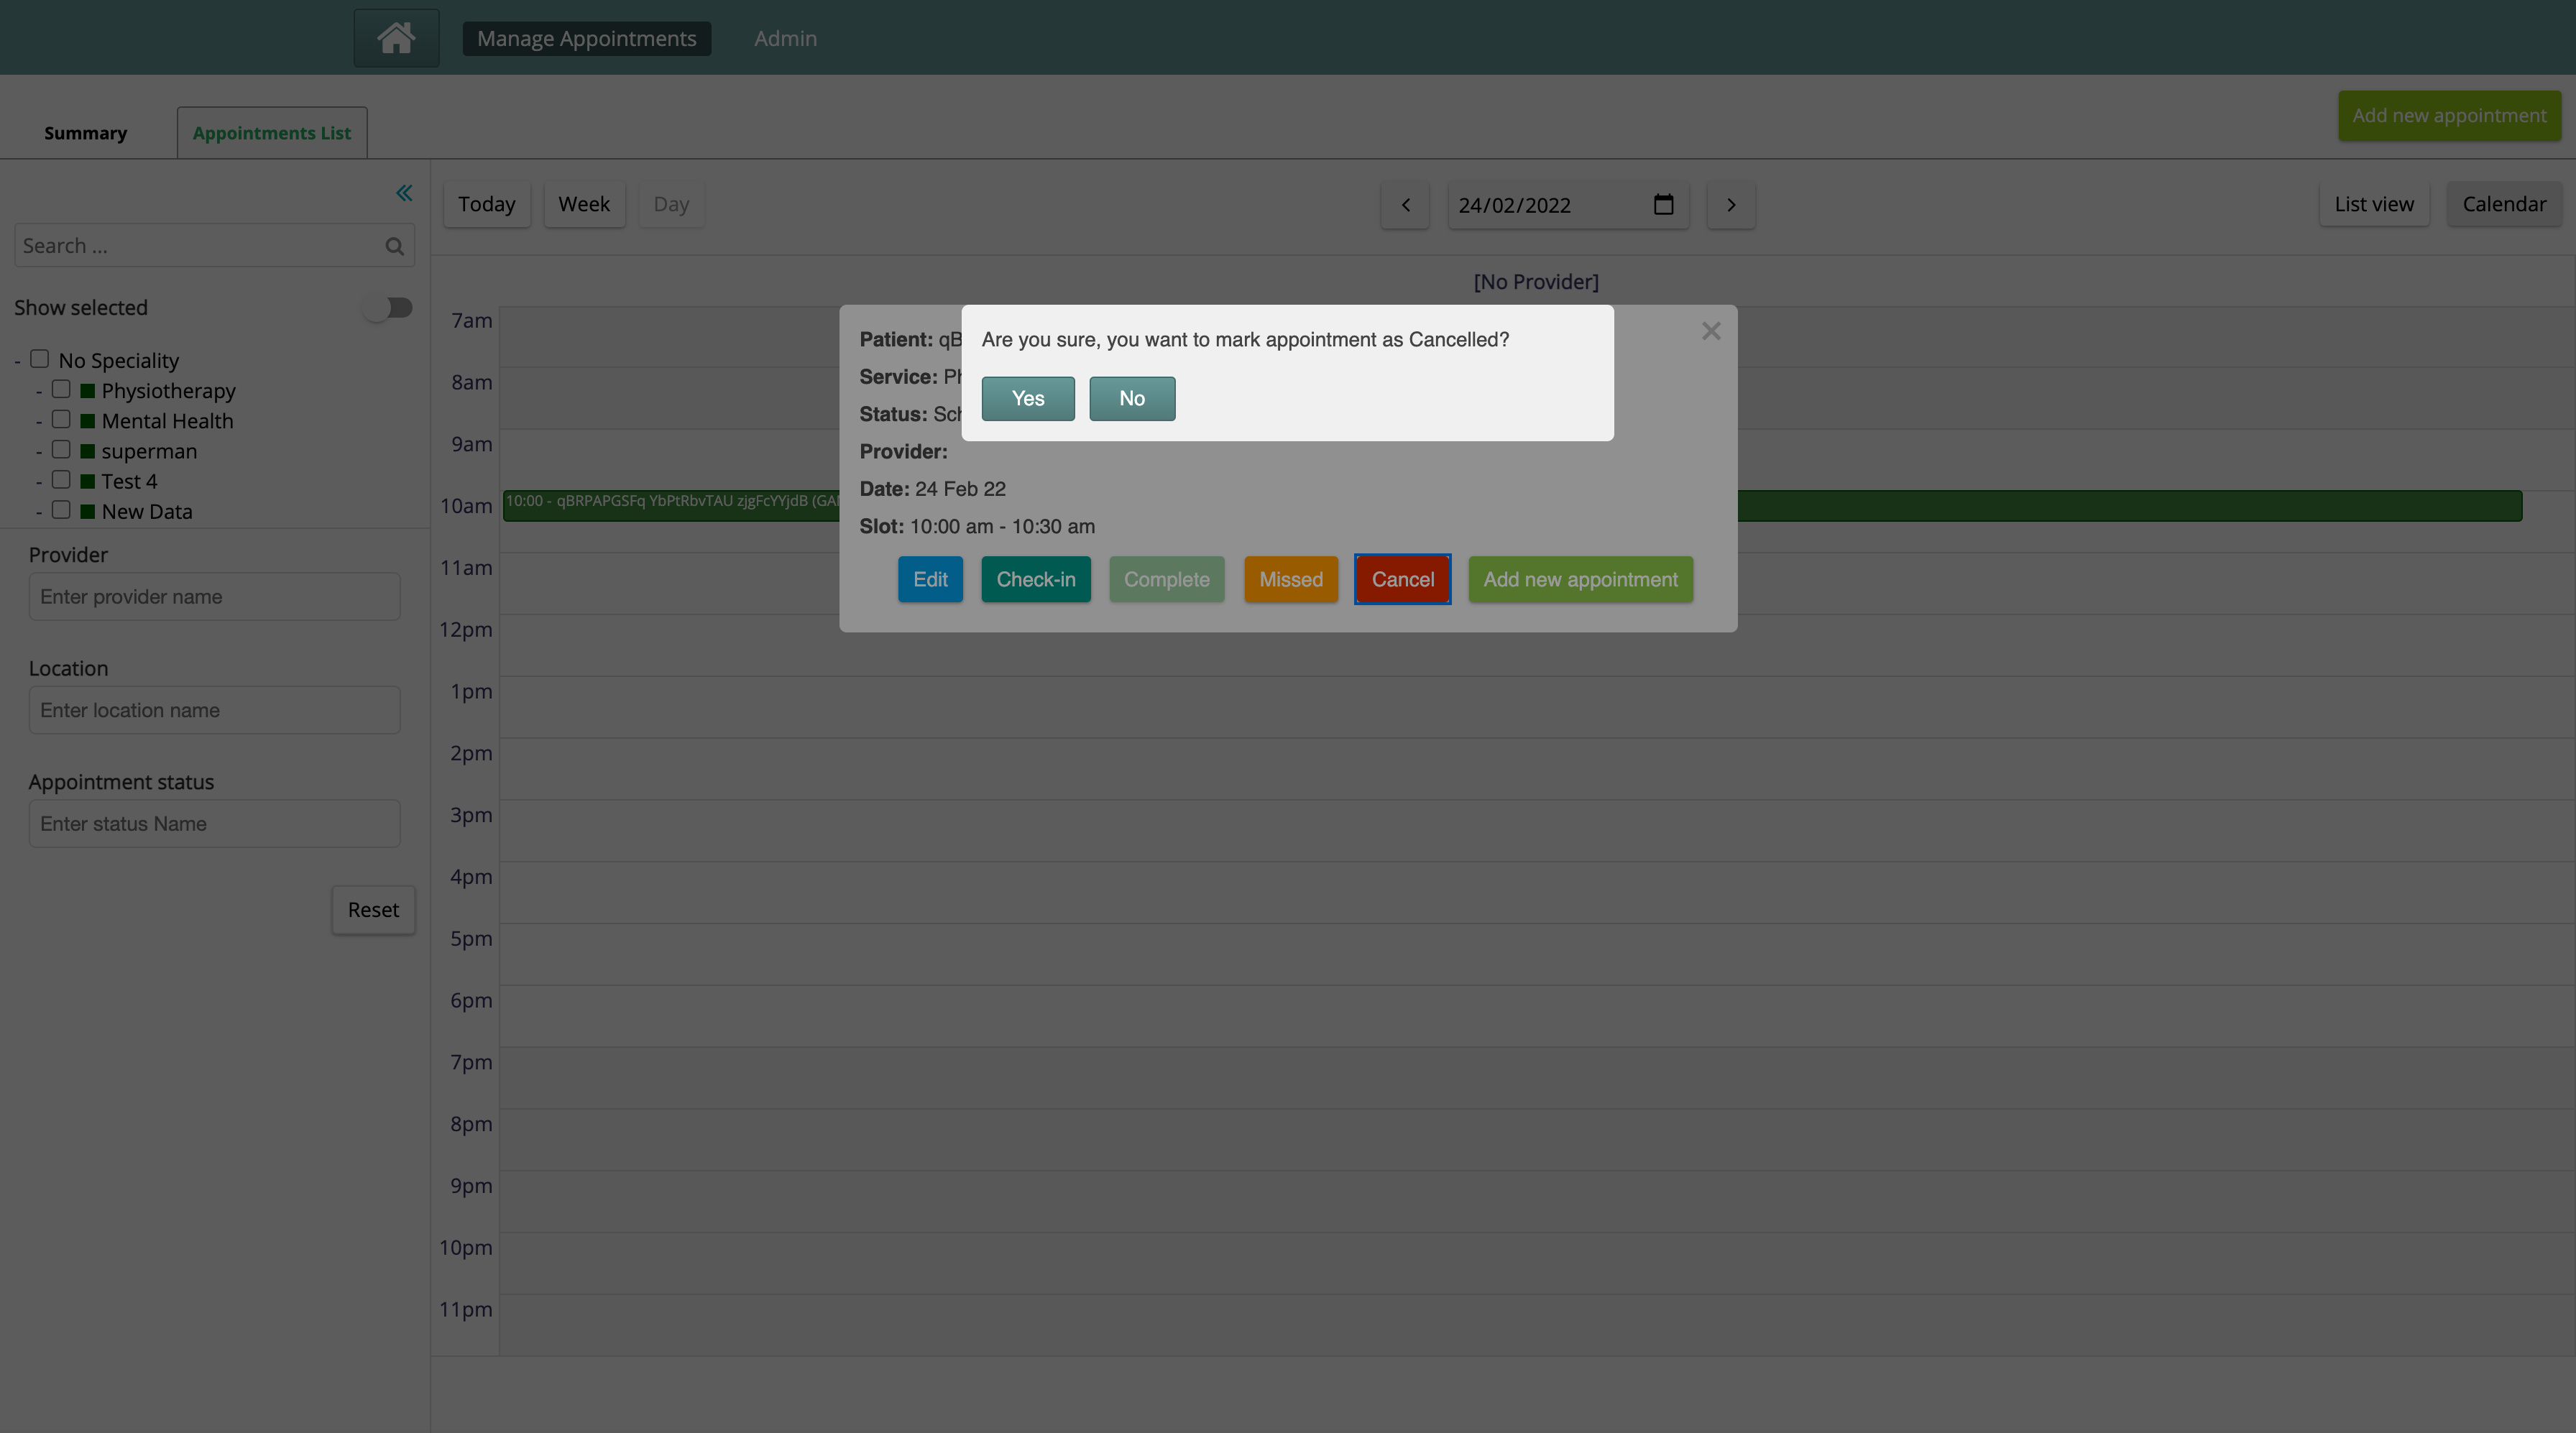 Manage Appointments
Admin
Summary
Appointments List
Add new appointment
Today
Week
Day
24/02/2022
List view
Calendar
Search ...
Show selected
- No Speciality
- Physiotherapy
- Mental Health
- superman
- Test 4
- New Data
Provider
Enter provider name
Location
Enter location name
Appointment status
Enter status Name
Reset
[No Provider]
7am
8am
9am
10am
11am
12pm
1pm
2pm
3pm
4pm
5pm
6pm
7pm
8pm
9pm
10pm
11pm
10:00 - qBRPAPGSFq YbPtRbvTAU zjgFcYYjdB
Patient: qB
Service:
Status: Sch
Provider:
Date: 24 Feb 22
Slot: 10:00 am - 10:30 am
Edit
Check-in
Complete
Missed
Cancel
Add new appointment
Are you sure, you want to mark appointment as Cancelled?
Yes
No